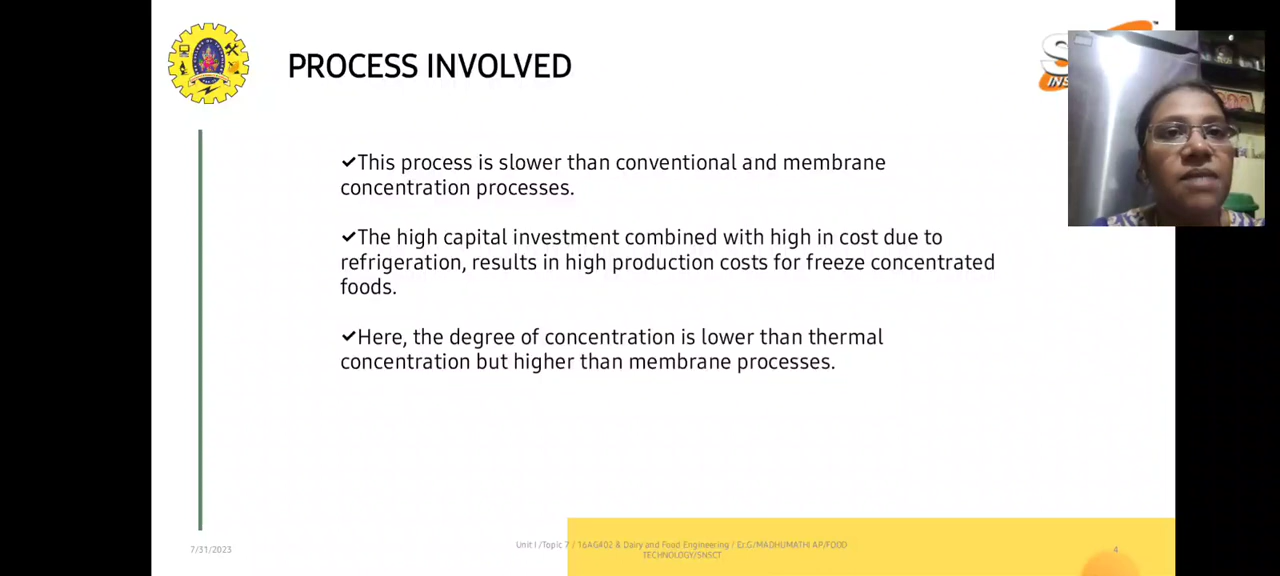 PROCESS INVOLVED
✓This process is slower than conventional and membrane
concentration processes.
✓The high capital investment combined with high in cost due to
refrigeration, results in high production costs for freeze concentrated
foods.
✓Here, the degree of concentration is lower than thermal
concentration but higher than membrane processes.
7/31/2023
Unit I /Topic 7 / 16AG402 & Dairy and Food Engineering / Er.G/MADHUMATHI AP/FOOD
TECHNOLOGY/SNSCT
4